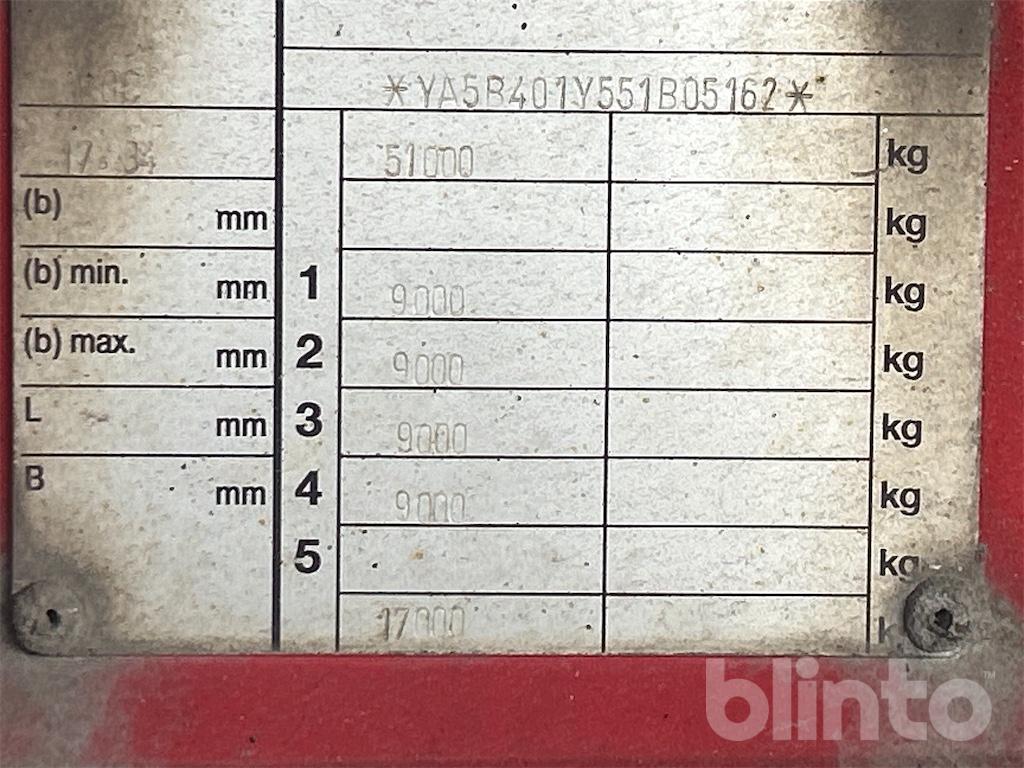 *YA5B401Y551B05162*
51000 kg
(b) mm kg
(b) min. mm 1 9000 kg
(b) max. mm 2 9000 kg
L mm 3 9000 kg
B mm 4 9000 kg
5 kg
17000
blinto™